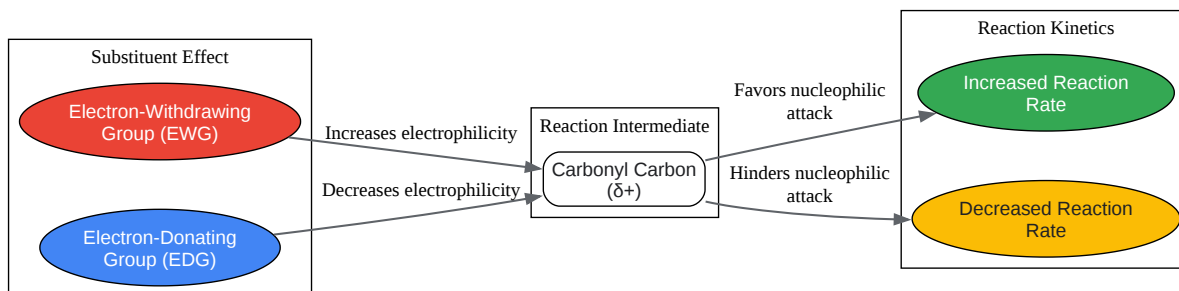 Substituent Effect
Electron-Withdrawing
Group (EWG)
Electron-Donating
Group (EDG)
Increases electrophilicity
Decreases electrophilicity
Reaction Intermediate
Carbonyl Carbon
(δ+)
Favors nucleophilic
attack
Hinders nucleophilic
attack
Reaction Kinetics
Increased Reaction
Rate
Decreased Reaction
Rate